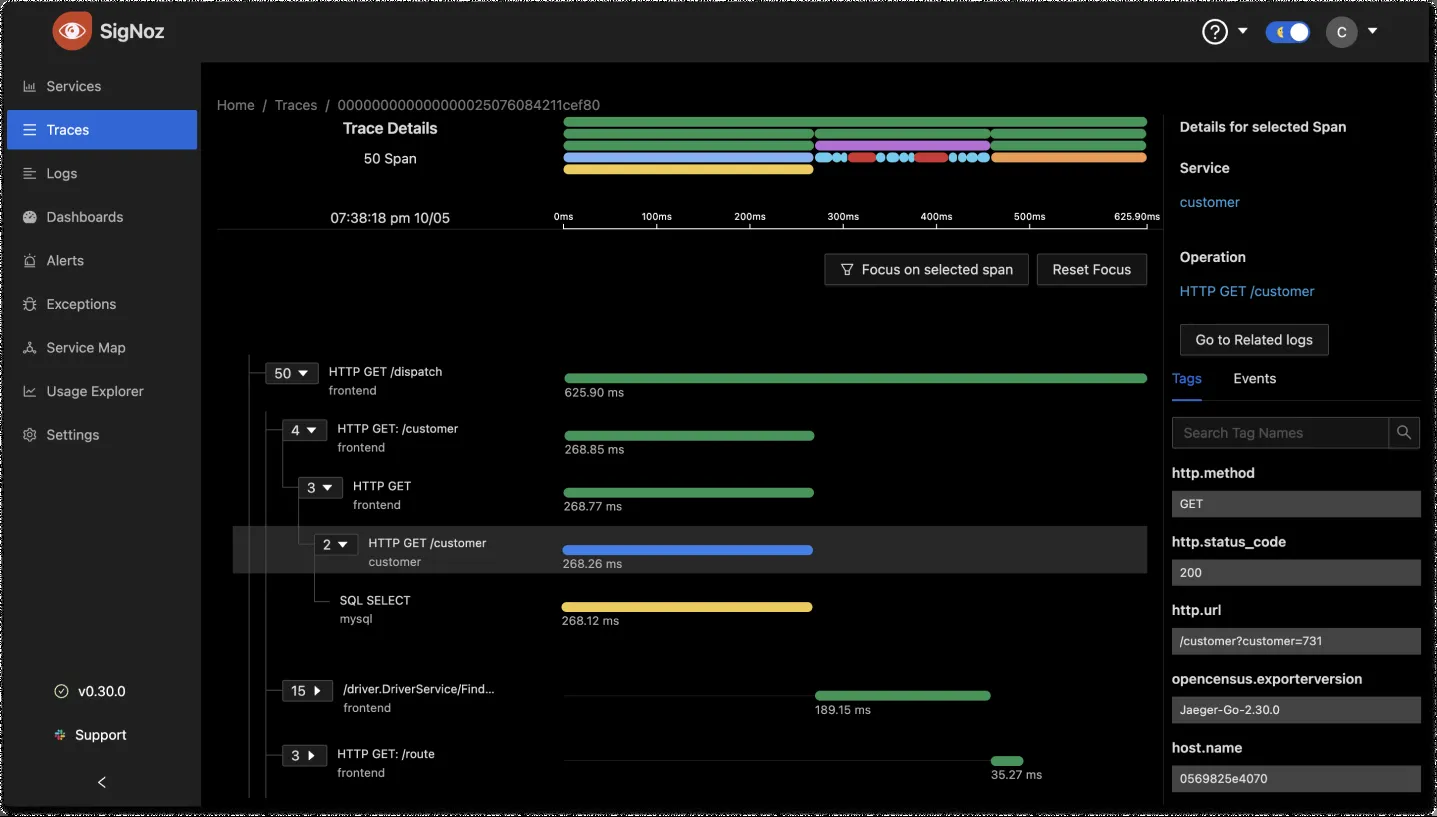 SigNoz
C
Services
Traces
Logs
Dashboards
Alerts
Exceptions
Service Map
Usage Explorer
Settings
v0.30.0
Support
Home / Traces / 000000000000000025076084211cef80
Trace Details
50 Span
07:38:18 pm 10/05
0ms 100ms 200ms 300ms 400ms 500ms 625.90ms
Focus on selected span Reset Focus
50 HTTP GET /dispatch
frontend
625.90 ms
4 HTTP GET: /customer
frontend
268.85 ms
3 HTTP GET
frontend
268.77 ms
2 HTTP GET /customer
customer
268.26 ms
SQL SELECT
mysql
268.12 ms
15 /driver.DriverService/Find...
frontend
189.15 ms
3 HTTP GET: /route
frontend
35.27 ms
Details for selected Span
Service
customer
Operation
HTTP GET /customer
Go to Related logs
Tags Events
Search Tag Names
http.method
GET
http.status_code
200
http.url
/customer?customer=731
opencensus.exporterversion
Jaeger-Go-2.30.0
host.name
0569825e4070